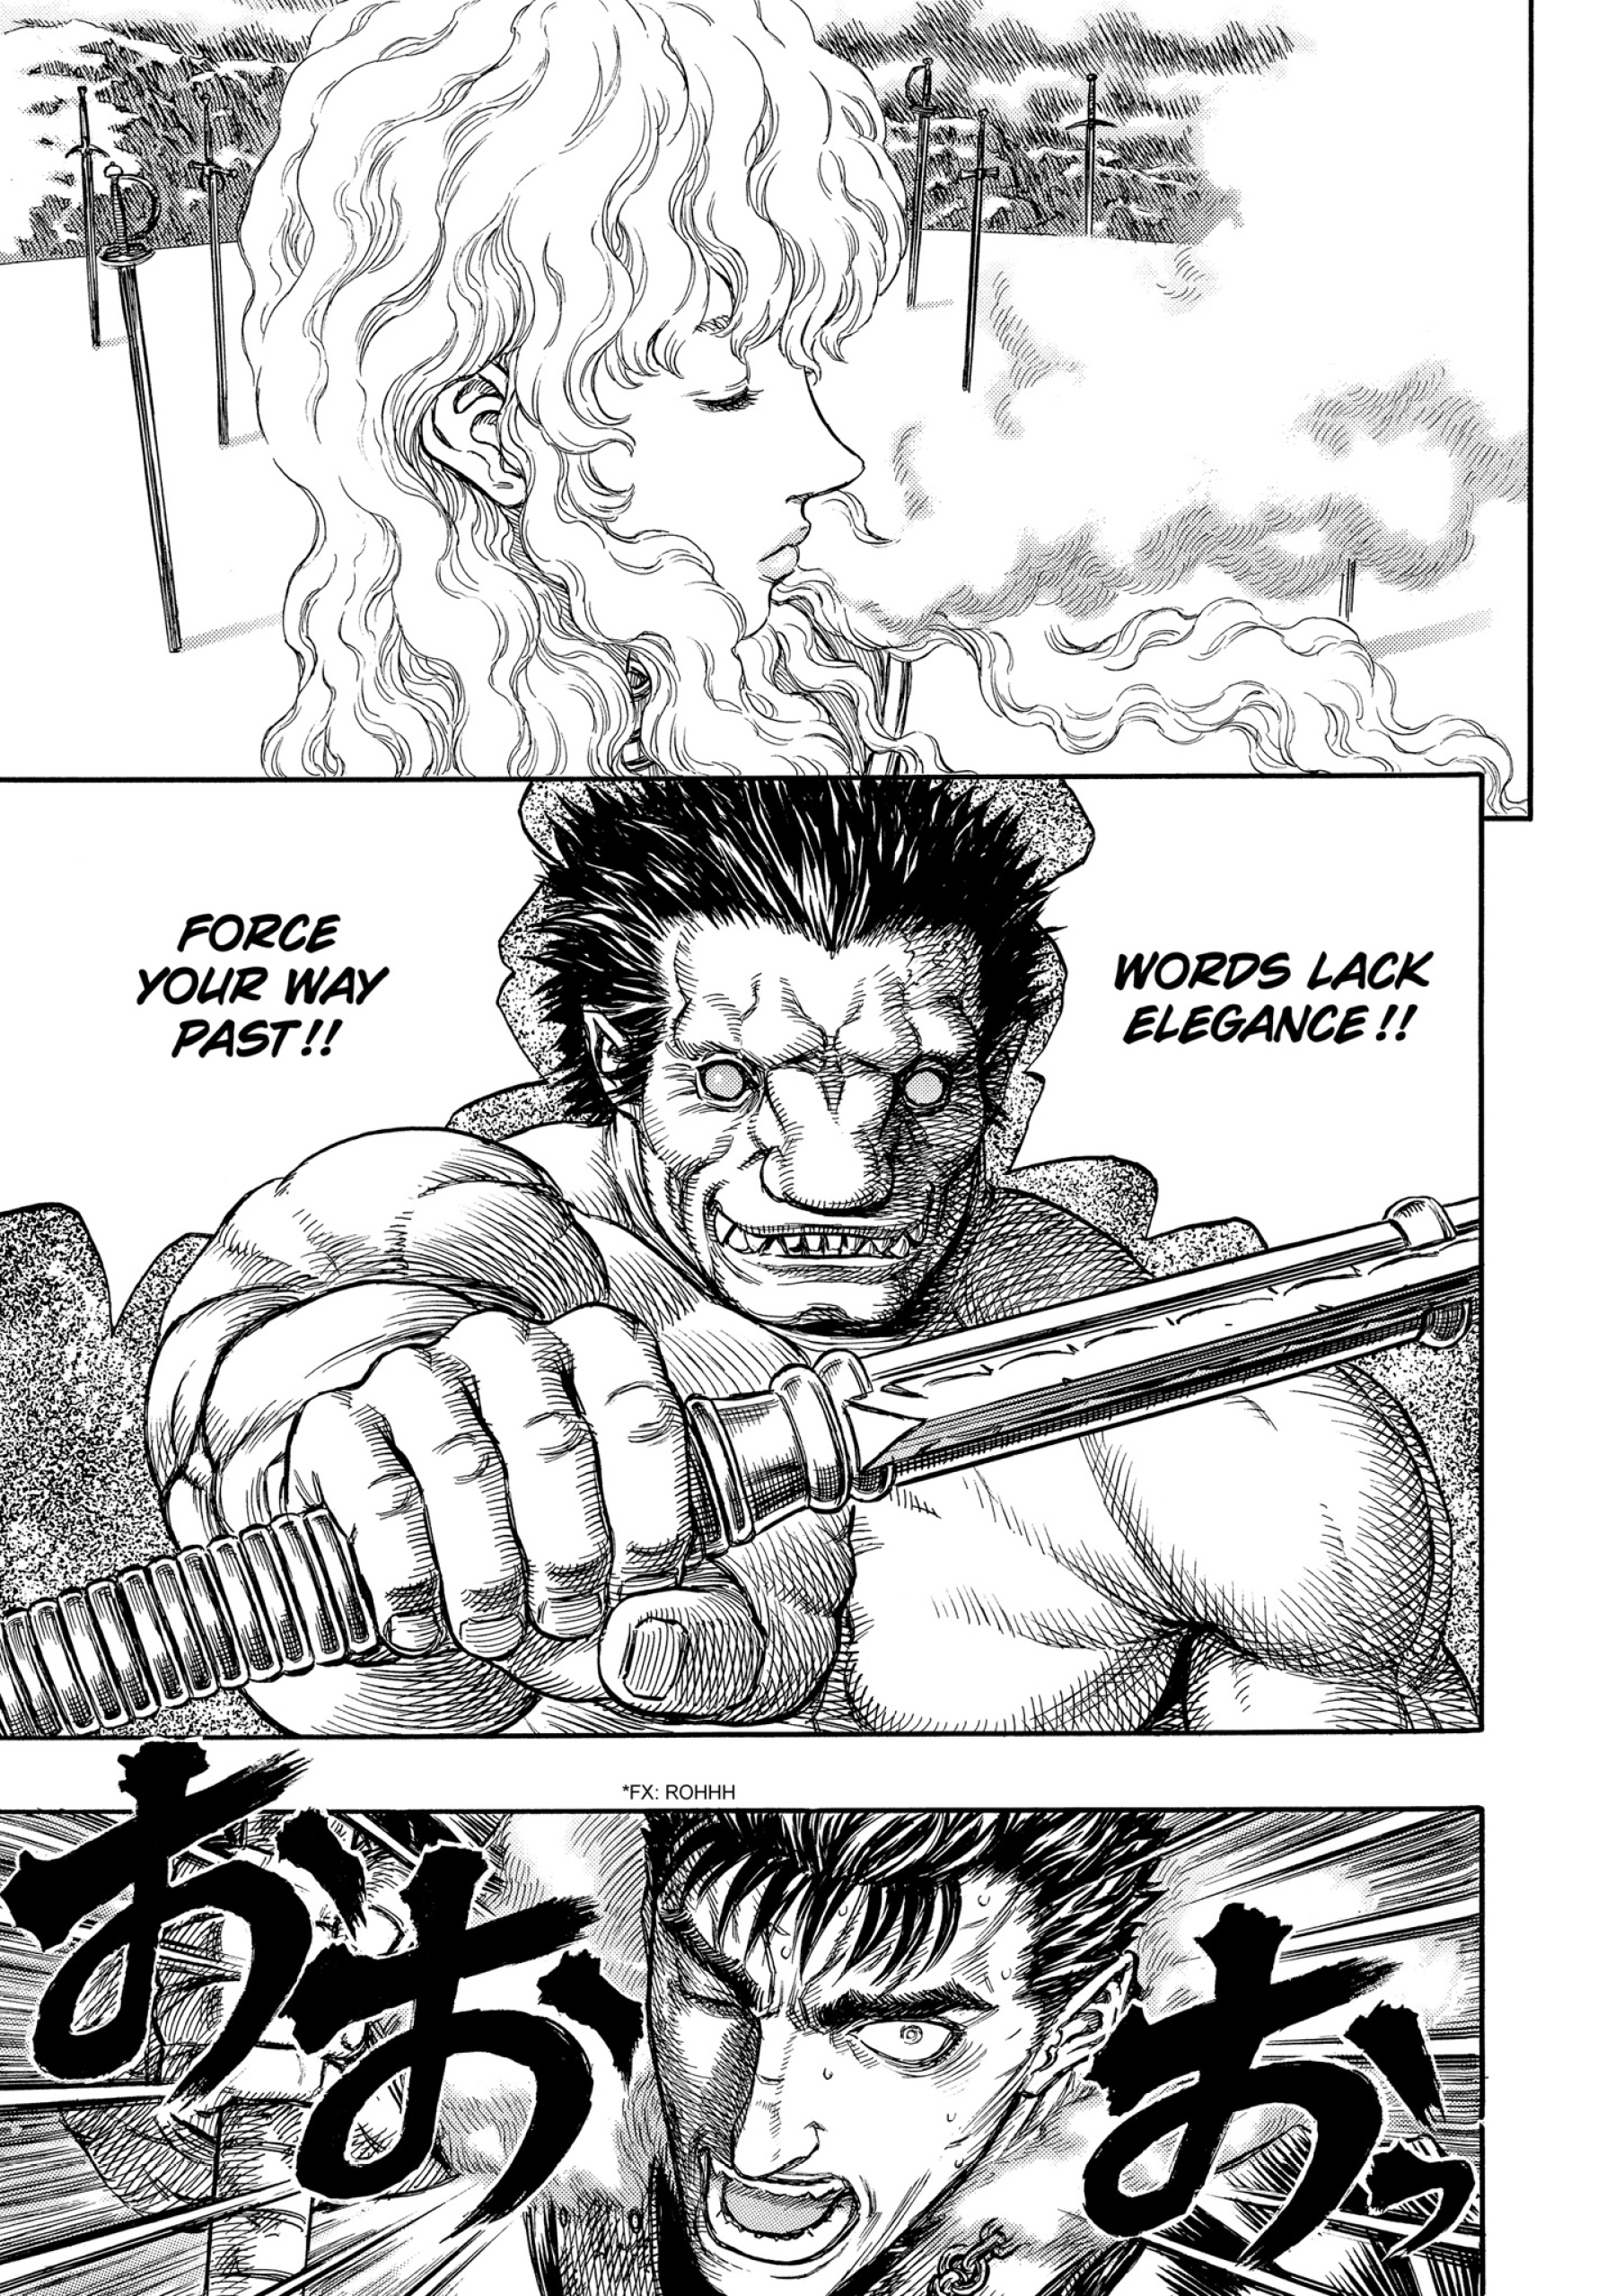 WORDS LACK
ELEGANCE!!
FORCE
YOUR WAY
PAST!!
*FX: ROHHH
おおおっ